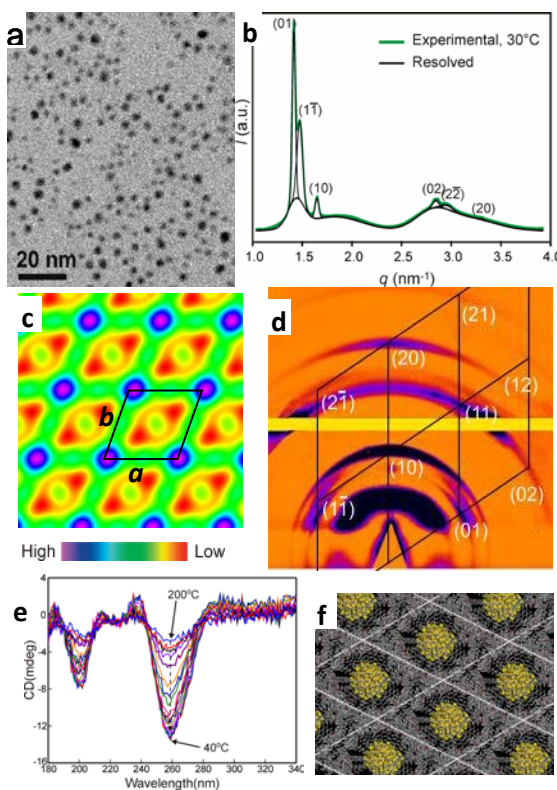 a
20 nm
b
(01)
(11̄)
(10)
(02)
(22̄)
(20)
Experimental, 30°C
Resolved
I (a.u.)
1.0 1.5 2.0 2.5 3.0 3.5 4.0
q (nm⁻¹)
c
b
a
High Low
d
(21)
(20)
(12)
(21̄)
(11)
(10)
(02)
(11̄)
(01)
e
4
0
-4
-8
-12
-16
CD(mdeg)
200°C
40°C
180 200 220 240 260 280 300 320 340
Wavelength(nm)
f